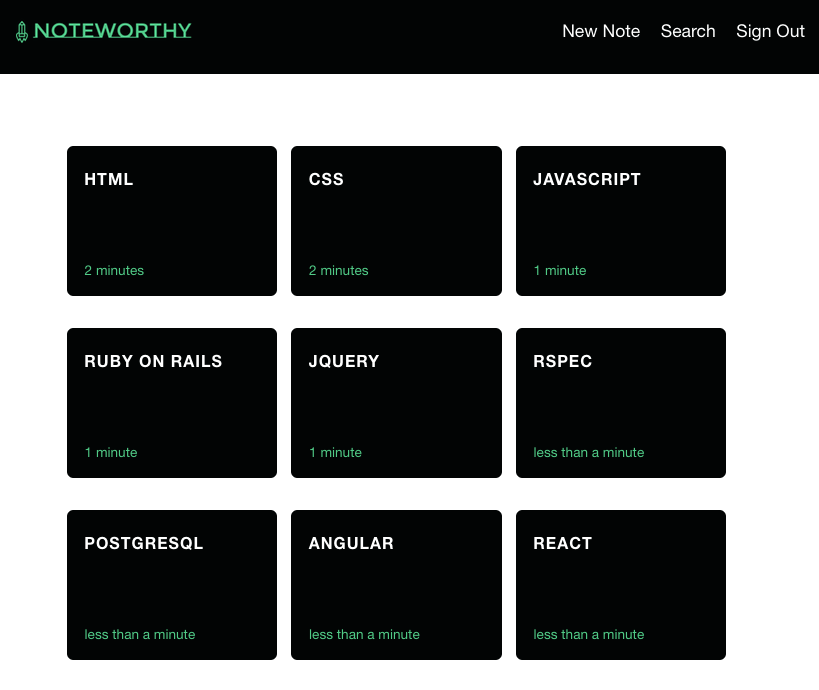 NOTEWORTHY New Note Search Sign Out
HTML CSS JAVASCRIPT
2 minutes 2 minutes 1 minute
RUBY ON RAILS JQUERY RSPEC
1 minute 1 minute less than a minute
POSTGRESQL ANGULAR REACT
less than a minute less than a minute less than a minute